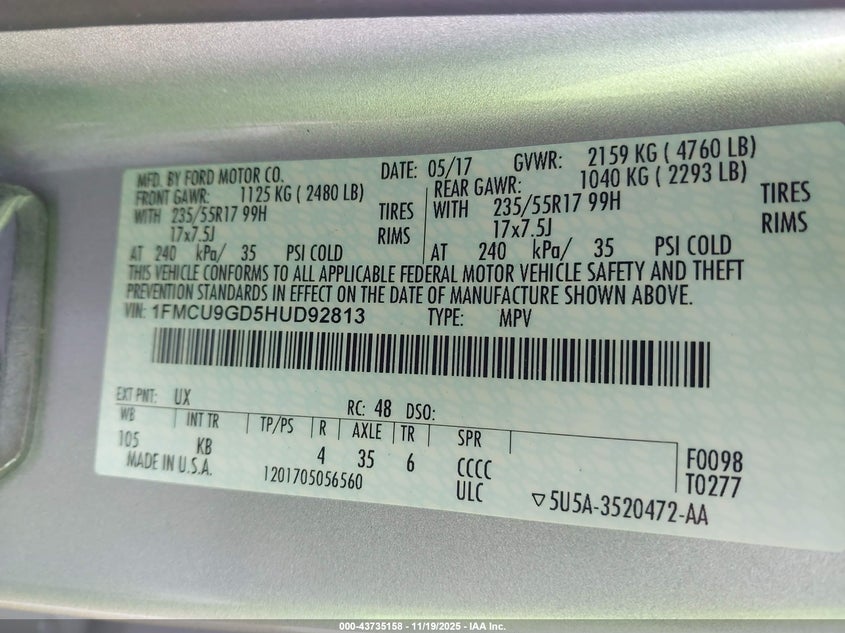 MFD. BY FORD MOTOR CO. DATE: 05/17 GVWR: 2159 KG ( 4760 LB)
FRONT GAWR: 1125 KG ( 2480 LB) REAR GAWR: 1040 KG ( 2293 LB)
WITH 235/55R17 99H TIRES WITH 235/55R17 99H TIRES
17x7.5J RIMS 17x7.5J RIMS
AT 240 kPa/ 35 PSI COLD AT 240 kPa/ 35 PSI COLD
THIS VEHICLE CONFORMS TO ALL APPLICABLE FEDERAL MOTOR VEHICLE SAFETY AND THEFT
PREVENTION STANDARDS IN EFFECT ON THE DATE OF MANUFACTURE SHOWN ABOVE.
VIN: 1FMCU9GD5HUD92813 TYPE: MPV
EXT PNT: UX RC: 48 DSO:
WB INT TR TP/PS R AXLE TR SPR
105 KB 4 35 6 CCCC F0098
MADE IN U.S.A. 1201705056560 ULC T0277
▽5U5A-3520472-AA
000-43735158 - 11/19/2025 - IAA Inc.